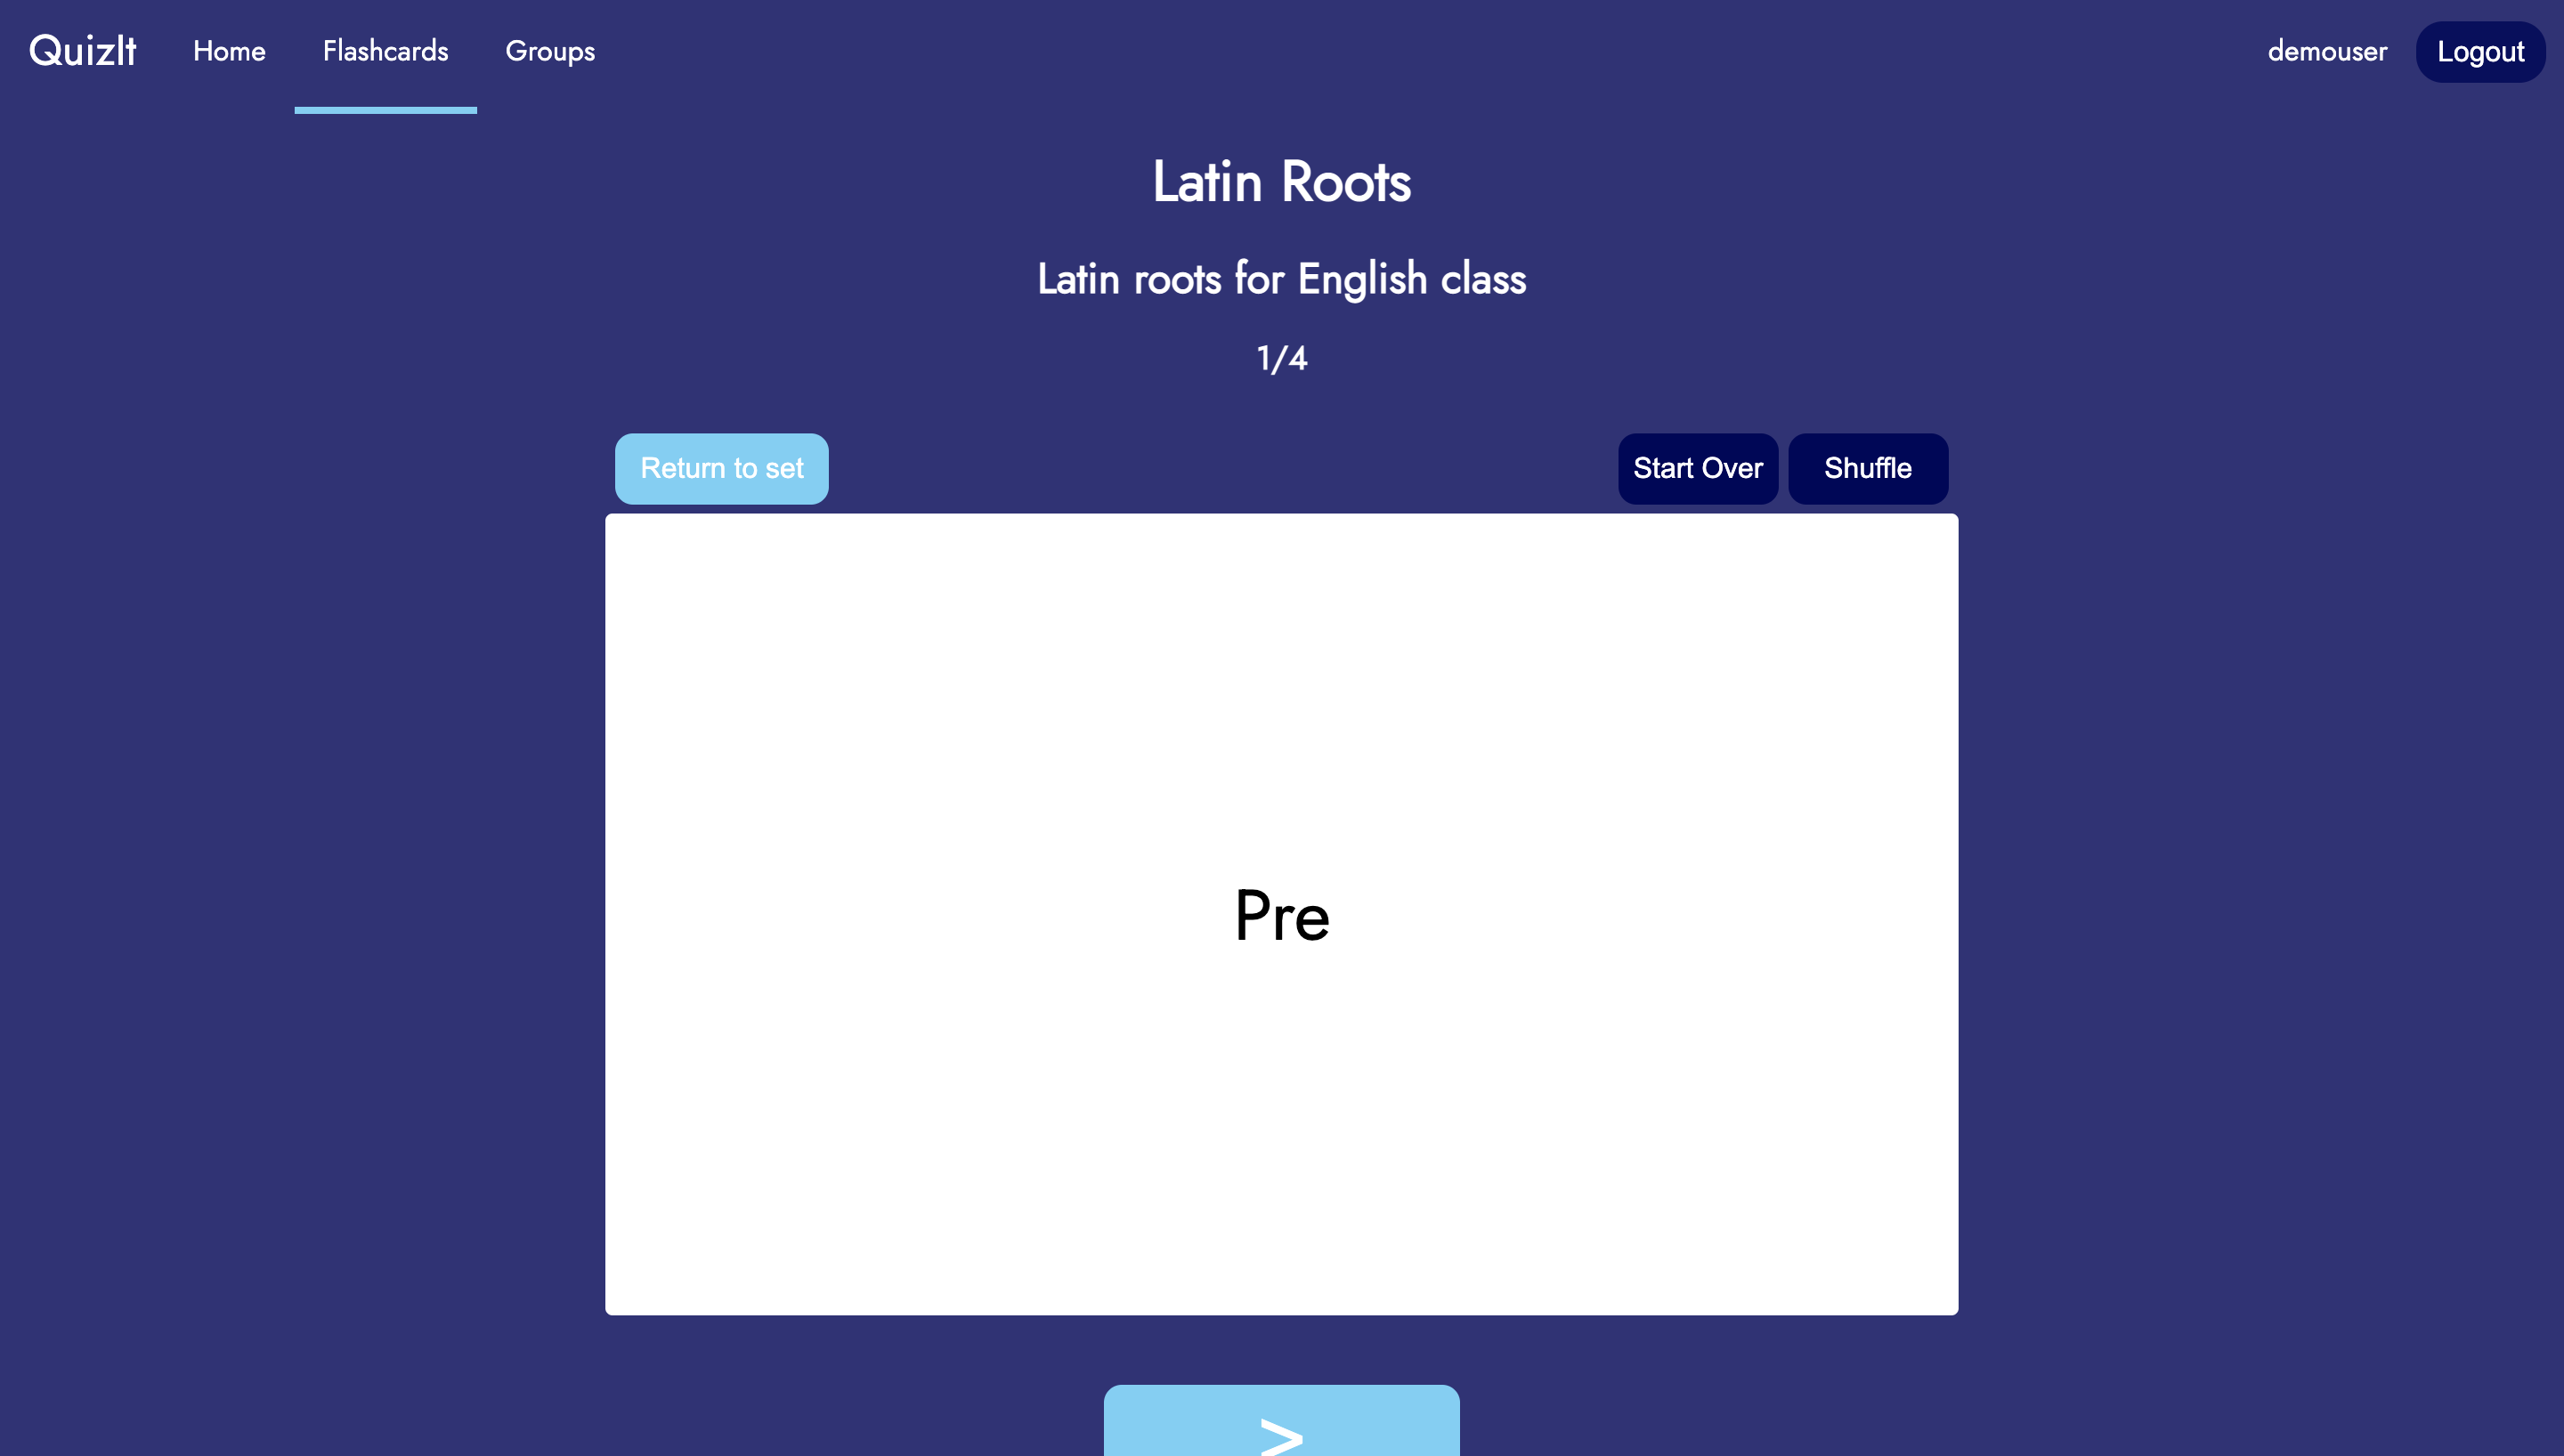 QuizIt Home Flashcards Groups demouser Logout
Latin Roots
Latin roots for English class
1/4
Return to set Start Over Shuffle
Pre
>